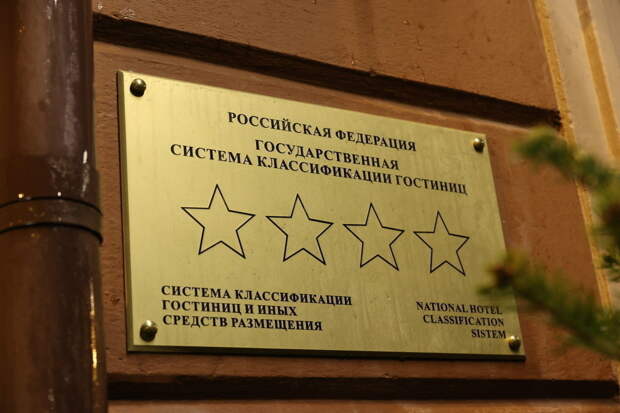 РОССИЙСКАЯ ФЕДЕРАЦИЯ
ГОСУДАРСТВЕННАЯ
СИСТЕМА КЛАССИФИКАЦИИ ГОСТИНИЦ
СИСТЕМА КЛАССИФИКАЦИИ
ГОСТИНИЦ И ИНЫХ
СРЕДСТВ РАЗМЕЩЕНИЯ
NATIONAL HOTEL
CLASSIFICATION
SISTEM